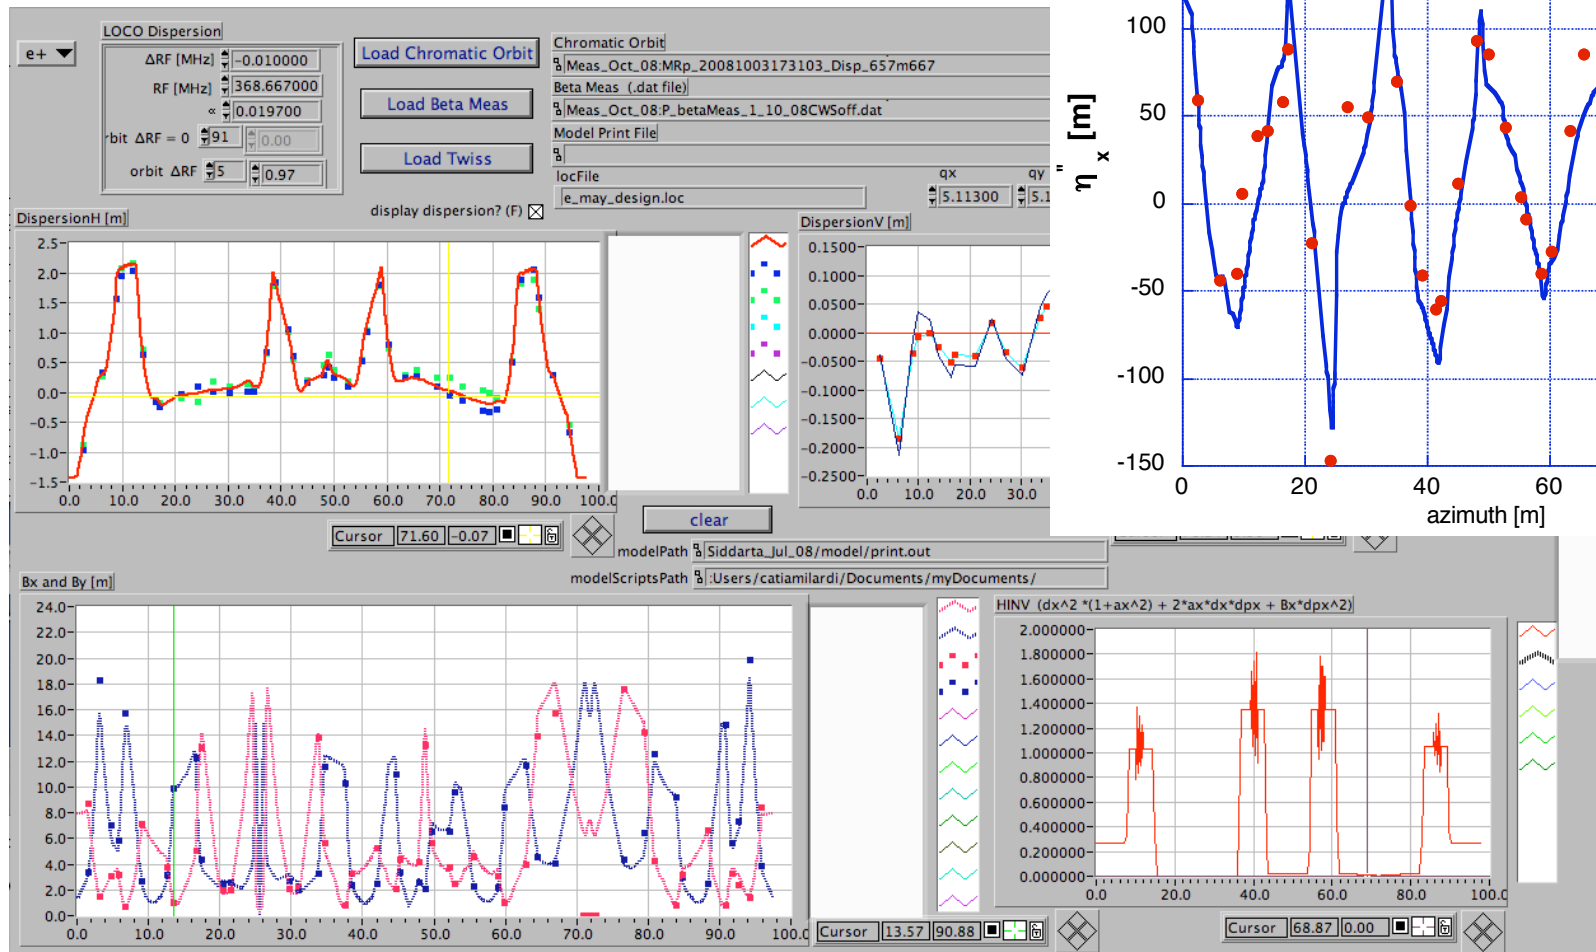 LOCO Dispersion
e+
ΔRF [MHz] -0.010000
RF [MHz] 368.667000
∝ 0.019700
rbit ΔRF = 0 91 0.00
orbit ΔRF 5 0.97
Load Chromatic Orbit
Load Beta Meas
Load Twiss
Chromatic Orbit
Meas_Oct_08:MRp_20081003173103_Disp_657m667
Beta Meas (.dat file)
Meas_Oct_08:P_betaMeas_1_10_08CWSoff.dat
Model Print File
locFile
e_may_design.loc
qx qy
5.11300 5.1
display dispersion? (F)
DispersionH [m]
2.5
2.0
1.5
1.0
0.5
0.0
-0.5
-1.0
-1.5
0.0 10.0 20.0 30.0 40.0 50.0 60.0 70.0 80.0 90.0 100.0
Cursor 71.60 -0.07
DispersionV [m]
0.1500
0.1000
0.0500
0.0000
-0.0500
-0.1000
-0.1500
-0.2000
-0.2500
0.0 10.0 20.0 30.0
η"x [m]
100
50
0
-50
-100
-150
0 20 40 60
azimuth [m]
clear
modelPath Siddarta_Jul_08/model/print.out
modelScriptsPath :Users/catiamilardi/Documents/myDocuments/
Bx and By [m]
24.0
22.0
20.0
18.0
16.0
14.0
12.0
10.0
8.0
6.0
4.0
2.0
0.0
0.0 10.0 20.0 30.0 40.0 50.0 60.0 70.0 80.0 90.0 100.0
Cursor 13.57 90.88
HINV (dx^2 *(1+ax^2) + 2*ax*dx*dpx + Bx*dpx^2)
2.000000
1.800000
1.600000
1.400000
1.200000
1.000000
0.800000
0.600000
0.400000
0.200000
0.000000
0.0 20.0 40.0 60.0 80.0 100.0
Cursor 68.87 0.00